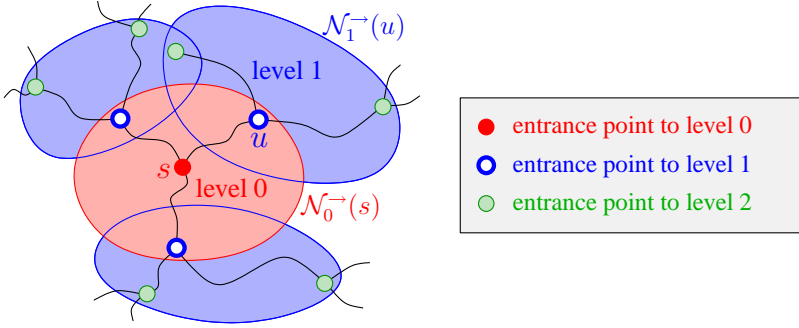 𝒩₁→(u)
level 1
u
s
level 0
𝒩₀→(s)
entrance point to level 0
entrance point to level 1
entrance point to level 2